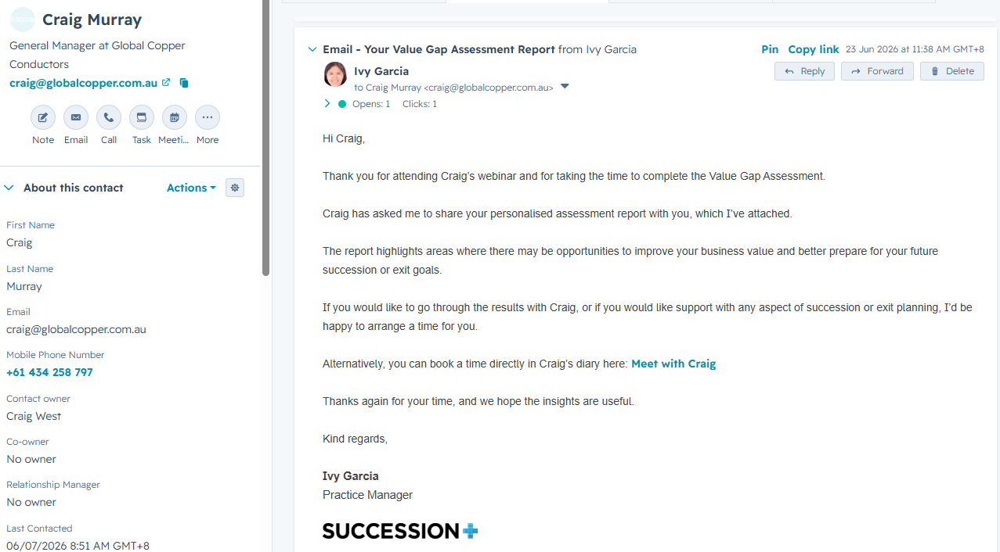 Craig Murray
General Manager at Global Copper
Conductors
craig@globalcopper.com.au
Note Email Call Task Meeti... More
About this contact
Actions
First Name
Craig
Last Name
Murray
Email
craig@globalcopper.com.au
Mobile Phone Number
+61 434 258 797
Contact owner
Craig West
Co-owner
No owner
Relationship Manager
No owner
Last Contacted
06/07/2026 8:51 AM GMT+8
Email - Your Value Gap Assessment Report from Ivy Garcia
Pin Copy link 23 Jun 2026 at 11:38 AM GMT+8
Ivy Garcia
Reply Forward Delete
to Craig Murray <craig@globalcopper.com.au>
Opens: 1 Clicks: 1
Hi Craig,
Thank you for attending Craig’s webinar and for taking the time to complete the Value Gap Assessment.
Craig has asked me to share your personalised assessment report with you, which I’ve attached.
The report highlights areas where there may be opportunities to improve your business value and better prepare for your future
succession or exit goals.
If you would like to go through the results with Craig, or if you would like support with any aspect of succession or exit planning, I’d be
happy to arrange a time for you.
Alternatively, you can book a time directly in Craig’s diary here: Meet with Craig
Thanks again for your time, and we hope the insights are useful.
Kind regards,
Ivy Garcia
Practice Manager
SUCCESSION+